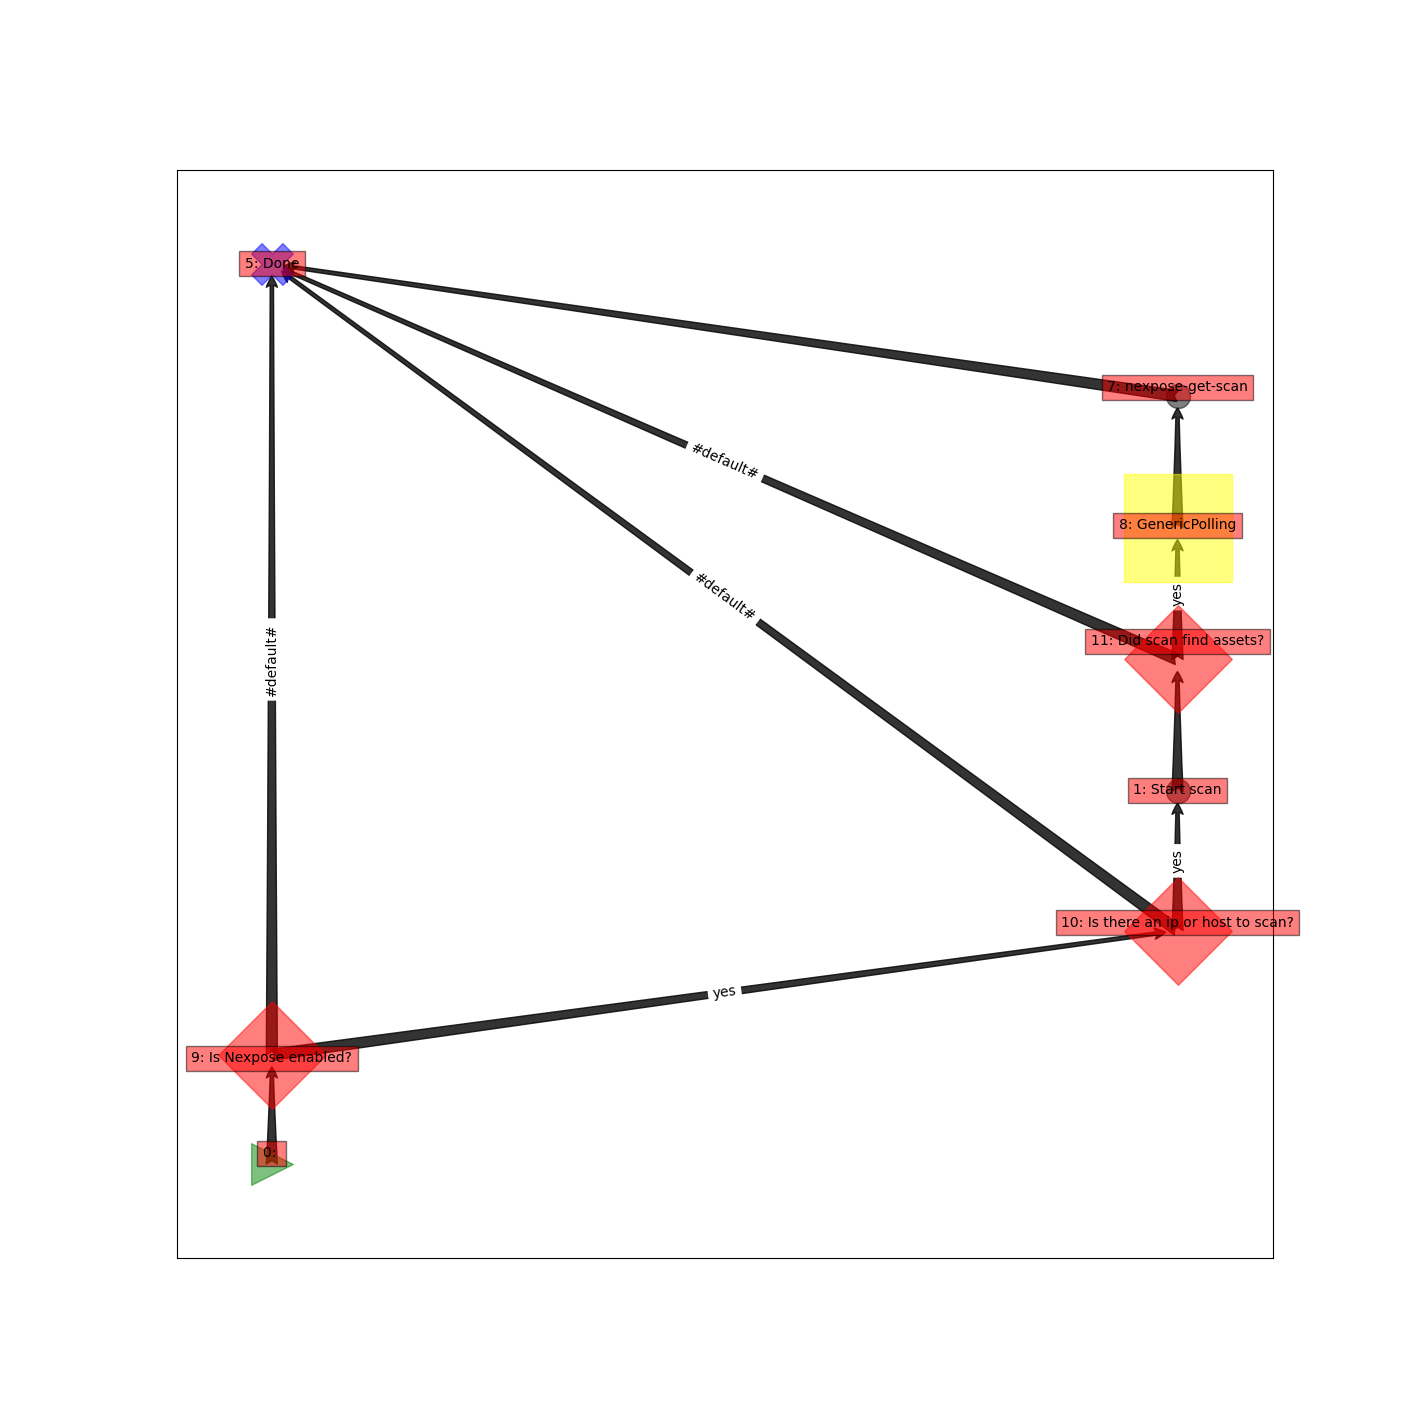 5: Done
7: nexpose-get-scan
#default#
8: GenericPolling
#default#
yes
#default#
11: Did scan find assets?
1: Start scan
yes
10: Is there an ip or host to scan?
yes
9: Is Nexpose enabled?
0: